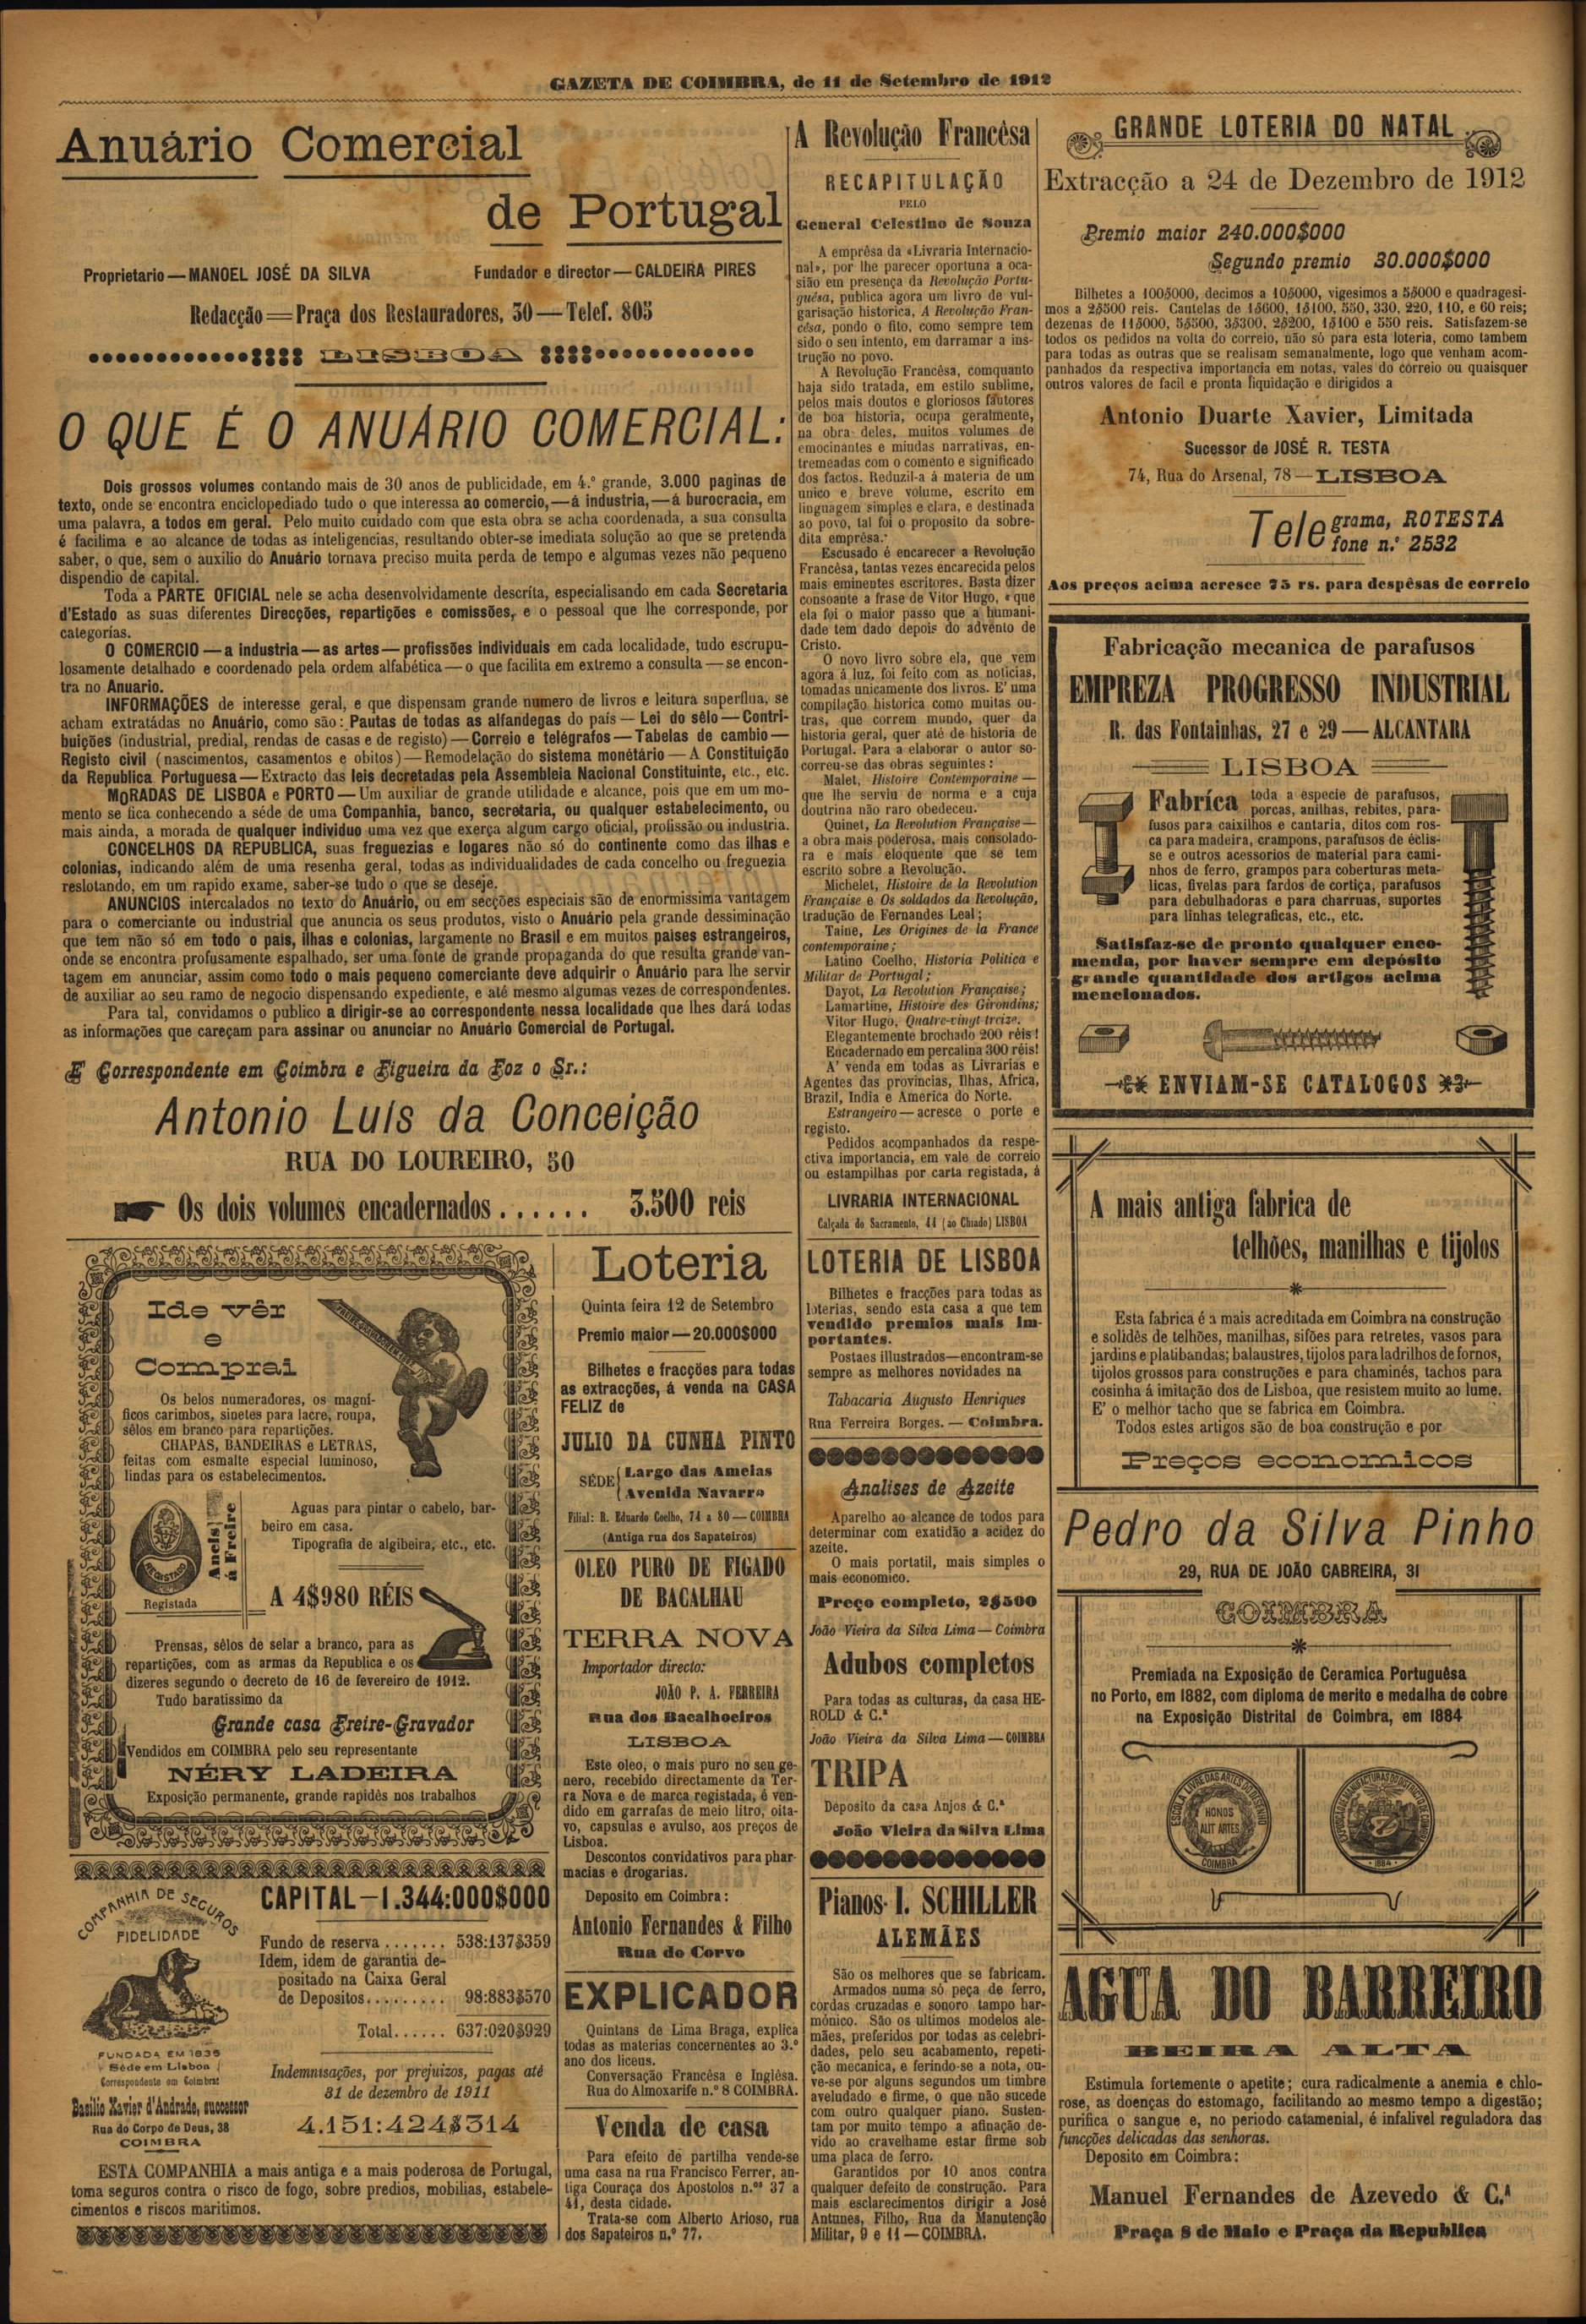 GAZETA DE COIMBRA, de 11 de Setembro de 1912
Anuário Comercial
de Portugal
Proprietario — MANOEL JOSÉ DA SILVA
Fundador e director — CALDEIRA PIRES
Redacção = Praça dos Restauradores, 30 — Telef. 805
LISBOA
O QUE É O ANUÁRIO COMERCIAL:
Dois grossos volumes contando mais de 30 anos de publicidade, em 4.º grande, 3.000 paginas de
texto, onde se encontra enciclopediado tudo o que interessa ao comercio, — á industria, — á burocracia, em
uma palavra, a todos em geral. Pelo muito cuidado com que esta obra se acha coordenada, a sua consulta
é facilima e ao alcance de todas as inteligencias, resultando obter-se imediata solução ao que se pretenda
saber, o que, sem o auxilio do Anuário tornava preciso muita perda de tempo e algumas vezes não pequeno
dispendio de capital.
Toda a PARTE OFICIAL nele se acha desenvolvidamente descrita, especialisando em cada Secretaria
d'Estado as suas diferentes Direcções, repartições e comissões, e o pessoal que lhe corresponde, por
categorias.
O COMERCIO — a industria — as artes — profissões individuais em cada localidade, tudo escrupu-
losamente detalhado e coordenado pela ordem alfabética — o que facilita em extremo a consulta — se encon-
tra no Anuario.
INFORMAÇÕES de interesse geral, e que dispensam grande numero de livros e leitura superflua, se
acham extratádas no Anuário, como são: Pautas de todas as alfandegas do país — Lei do sêlo — Contri-
buições (industrial, predial, rendas de casas e de registo) — Correio e telégrafos — Tabelas de cambio —
Registo civil (nascimentos, casamentos e obitos) — Remodelação do sistema monétário — A Constituição
da Republica Portuguesa — Extracto das leis decretadas pela Assembleia Nacional Constituinte, etc., etc.
MORADAS DE LISBOA e PORTO — Um auxiliar de grande utilidade e alcance, pois que em um mo-
mento se fica conhecendo a séde de uma Companhia, banco, secretaria, ou qualquer estabelecimento, ou
mais ainda, a morada de qualquer individuo uma vez que exerça algum cargo oficial, profissão ou industria.
CONCELHOS DA REPUBLICA, suas freguezias e logares não só do continente como das ilhas e
colonias, indicando além de uma resenha geral, todas as individualidades de cada concelho ou freguezia
reslotando, em um rapido exame, saber-se tudo o que se deseje.
ANUNCIOS intercalados no texto do Anuário, ou em secções especiais são de enormissima vantagem
para o comerciante ou industrial que anuncia os seus produtos, visto o Anuário pela grande dessiminação
que tem não só em todo o pais, ilhas e colonias, largamente no Brasil e em muitos paises estrangeiros,
onde se encontra profusamente espalhado, ser uma fonte de grande propaganda do que resulta grande van-
tagem em anunciar, assim como todo o mais pequeno comerciante deve adquirir o Anuário para lhe servir
de auxiliar ao seu ramo de negocio dispensando expediente, e até mesmo algumas vezes de correspondentes.
Para tal, convidamos o publico a dirigir-se ao correspondente nessa localidade que lhes dará todas
as informações que careçam para assinar ou anunciar no Anuário Comercial de Portugal.
E' Correspondente em Coimbra e Figueira da Foz o Sr.:
Antonio Luís da Conceição
RUA DO LOUREIRO, 50
Os dois volumes encadernados . . . . . . 3.500 reis
Ide vêr
e
Comprai
FREIRE-GRAVADOR
Os belos numeradores, os magni-
ficos carimbos, sinetes para lacre, roupa,
sêlos em branco para repartições.
CHAPAS, BANDEIRAS e LETRAS,
feitas com esmalte especial luminoso,
lindas para os estabelecimentos.
Registada
Aneis
á Freire
Aguas para pintar o cabelo, bar-
beiro em casa.
Tipografia de algibeira, etc., etc.
A 4$980 RÉIS
Prensas, sêlos de selar a branco, para as
repartições, com as armas da Republica e os
dizeres segundo o decreto de 16 de fevereiro de 1912.
Tudo baratissimo da
Grande casa Freire-Gravador
Vendidos em COIMBRA pelo seu representante
NÉRY LADEIRA
Exposição permanente, grande rapidês nos trabalhos
COMPANHIA DE SEGUROS
FIDELIDADE
FUNDADA EM 1835
Séde em Lisboa
Correspondente em Coimbra:
Basilio Xavier d'Andrade, successor
Rua do Corpo de Deus, 38
COIMBRA
CAPITAL — 1.344:000$000
Fundo de reserva . . . . . . . 538:137$359
Idem, idem de garantia de-
positado na Caixa Geral
de Depositos . . . . . . . . . 98:883$570
Total . . . . . . 637:020$929
Indemnisações, por prejuizos, pagas até
31 de dezembro de 1911
4.151:424$314
ESTA COMPANHIA a mais antiga e a mais poderosa de Portugal,
toma seguros contra o risco de fogo, sobre predios, mobilias, estabele-
cimentos e riscos maritimos.
Loteria
Quinta feira 12 de Setembro
Premio maior — 20.000$000
Bilhetes e fracções para todas
as extracções, á venda na CASA
FELIZ de
JULIO DA CUNHA PINTO
SÉDE { Largo das Ameias
Avenida Navarro
Filial: R. Eduardo Coelho, 74 a 80 — COIMBRA
(Antiga rua dos Sapateiros)
OLEO PURO DE FIGADO
DE BACALHAU
TERRA NOVA
Importador directo:
JOÃO P. A. FERREIRA
Rua dos Bacalhoeiros
LISBOA
Este oleo, o mais puro no seu ge-
nero, recebido directamente da Ter-
ra Nova e de marca registada, é ven-
dido em garrafas de meio litro, oita-
vo, capsulas e avulso, aos preços de
Lisboa.
Descontos convidativos para phar-
macias e drogarias.
Deposito em Coimbra:
Antonio Fernandes & Filho
Rua do Corvo
EXPLICADOR
Quintans de Lima Braga, explica
todas as materias concernentes ao 3.º
ano dos liceus.
Conversação Francêsa e Inglêsa.
Rua do Almoxarife n.º 8 COIMBRA.
Venda de casa
Para efeito de partilha vende-se
uma casa na rua Francisco Ferrer, an-
tiga Couraça dos Apostolos n.os 37 a
41, desta cidade.
Trata-se com Alberto Arioso, rua
dos Sapateiros n.º 77.
A Revolução Francêsa
RECAPITULAÇÃO
PELO
General Celestino de Souza
A emprêsa da «Livraria Internacio-
nal», por lhe parecer oportuna a oca-
sião em presença da Revolução Portu-
guêsa, publica agora um livro de vul-
garisação historica, A Revolução Fran-
cêsa, pondo o fito, como sempre tem
sido o seu intento, em darramar a ins-
trução no povo.
A Revolução Francêsa, comquanto
haja sido tratada, em estilo sublime,
pelos mais doutos e gloriosos fautores
de boa historia, ocupa geralmente,
na obra deles, muitos volumes de
emocinantes e miudas narrativas, en-
tremeadas com o comento e significado
dos factos. Reduzil-a á materia de um
unico e breve volume, escrito em
linguagem simples e clara, e destinada
ao povo, tal foi o proposito da sobre-
dita emprêsa.
Escusado é encarecer a Revolução
Francêsa, tantas vezes encarecida pelos
mais eminentes escritores. Basta dizer
consoante a frase de Vitor Hugo, «que
ela foi o maior passo que a humani-
dade tem dado depois do advento de
Cristo.
O novo livro sobre ela, que vem
agora á luz, foi feito com as noticias,
tomadas unicamente dos livros. E' uma
compilação historica como muitas ou-
tras, que correm mundo, quer da
historia geral, quer até de historia de
Portugal. Para a elaborar o autor so-
correu-se das obras seguintes:
Malet, Histoire Contemporaine —
que lhe serviu de norma e a cuja
doutrina não raro obedeceu.
Quinet, La Revolution Française —
a obra mais poderosa, mais consolado-
ra e mais eloquente que se tem
escrito sobre a Revolução.
Michelet, Histoire de la Revolution
Française e Os soldados da Revolução,
tradução de Fernandes Leal;
Taine, Les Origines de la France
contemporaine;
Latino Coelho, Historia Politica e
Militar de Portugal;
Dayot, La Revolution Française;
Lamartine, Histoire des Girondins;
Vitor Hugo, Quatre-vingt treize.
Elegantemente brochado 200 réis!
Encadernado em percalina 300 réis!
A' venda em todas as Livrarias e
Agentes das provincias, Ilhas, Africa,
Brazil, India e America do Norte.
Estrangeiro — acresce o porte e
registo.
Pedidos acompanhados da respe-
ctiva importancia, em vale de correio
ou estampilhas por carta registada, á
LIVRARIA INTERNACIONAL
Calçada do Sacramento, 44 (ao Chiado) LISBOA
LOTERIA DE LISBOA
Bilhetes e fracções para todas as
loterias, sendo esta casa a que tem
vendido premios mais im-
portantes.
Postaes illustrados—encontram-se
sempre as melhores novidades na
Tabacaria Augusto Henriques
Rua Ferreira Borges. — Coimbra.
Analises de Azeite
Aparelho ao alcance de todos para
determinar com exatidão a acidez do
azeite.
O mais portatil, mais simples o
mais economico.
Preço completo, 2$500
João Vieira da Silva Lima — Coimbra
Adubos completos
Para todas as culturas, da casa HE-
ROLD & C.ª
João Vieira da Silva Lima — COIMBRA
TRIPA
Deposito da casa Anjos & C.ª
João Vieira da Silva Lima
Pianos I. SCHILLER
ALEMÃES
São os melhores que se fabricam.
Armados numa só peça de ferro,
cordas cruzadas e sonoro tampo har-
mónico. São os ultimos modelos ale-
mães, preferidos por todas as celebri-
dades, pelo seu acabamento, repeti-
ção mecanica, e ferindo-se a nota, ou-
ve-se por alguns segundos um timbre
aveludado e firme, o que não sucede
com outro qualquer piano. Susten-
tam por muito tempo a afinação de-
vido ao cravelhame estar firme sob
uma placa de ferro.
Garantidos por 10 anos contra
qualquer defeito de construção. Para
mais esclarecimentos dirigir a José
Antunes, Filho, Rua da Manutenção
Militar, 9 e 11 — COIMBRA.
GRANDE LOTERIA DO NATAL
Extracção a 24 de Dezembro de 1912
Premio maior 240.000$000
Segundo premio 30.000$000
Bilhetes a 100$000, decimos a 10$000, vigesimos a 5$000 e quadragesi-
mos a 2$500 reis. Cautelas de 1$600, 1$100, 550, 330, 220, 110, e 60 reis;
dezenas de 11$000, 5$500, 3$300, 2$200, 1$100 e 550 reis. Satisfazem-se
todos os pedidos na volta do correio, não só para esta loteria, como tambem
para todas as outras que se realisam semanalmente, logo que venham acom-
panhados da respectiva importancia em notas, vales do correio ou quaisquer
outros valores de facil e pronta liquidação e dirigidos a
Antonio Duarte Xavier, Limitada
Sucessor de JOSÉ R. TESTA
74, Rua do Arsenal, 78 — LISBOA
Telegrama, ROTESTA
fone n.º 2532
Aos preços acima acresce 75 rs. para despêsas de correio
Fabricação mecanica de parafusos
EMPREZA PROGRESSO INDUSTRIAL
R. das Fontainhas, 27 e 29 — ALCANTARA
LISBOA
Fabríca toda a especie de parafusos,
porcas, anilhas, rebites, para-
fusos para caixilhos e cantaria, ditos com ros-
ca para madeira, crampons, parafusos de éclis-
se e outros acessorios de material para cami-
nhos de ferro, grampos para coberturas meta-
licas, fivelas para fardos de cortiça, parafusos
para debulhadoras e para charruas, suportes
para linhas telegraficas, etc., etc.
Satisfaz-se de pronto qualquer enco-
menda, por haver sempre em depósito
grande quantidade dos artigos acima
mencionados.
ENVIAM-SE CATALOGOS
A mais antiga fabrica de
telhões, manilhas e tijolos
Esta fabrica é a mais acreditada em Coimbra na construção
e solidês de telhões, manilhas, sifões para retretes, vasos para
jardins e platibandas; balaustres, tijolos para ladrilhos de fornos,
tijolos grossos para construções e para chaminés, tachos para
cosinha á imitação dos de Lisboa, que resistem muito ao lume.
E' o melhor tacho que se fabrica em Coimbra.
Todos estes artigos são de boa construção e por
Preços economicos
Pedro da Silva Pinho
29, RUA DE JOÃO CABREIRA, 31
COIMBRA
Premiada na Exposição de Ceramica Portuguêsa
no Porto, em 1882, com diploma de merito e medalha de cobre
na Exposição Distrital de Coimbra, em 1884
ESCOLA LIVRE DAS ARTES DO DESENHO
HONOS
ALIT ARTES
COIMBRA
1884
AGUA DO BARREIRO
BEIRA ALTA
Estimula fortemente o apetite; cura radicalmente a anemia e chlo-
rose, as doenças do estomago, facilitando ao mesmo tempo a digestão;
purifica o sangue e, no periodo catamenial, é infalivel reguladora das
funcções delicadas das senhoras.
Deposito em Coimbra:
Manuel Fernandes de Azevedo & C.ª
Praça 8 de Maio e Praça da Republica